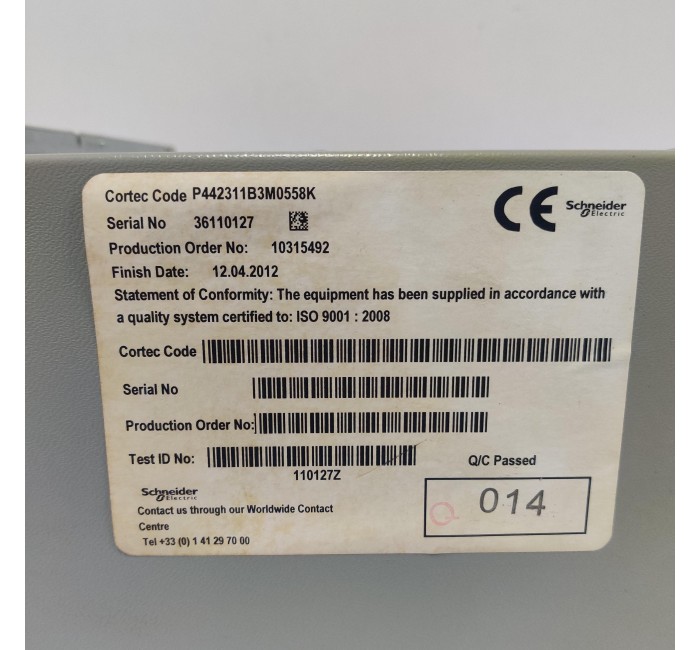 Cortec Code P442311B3M0558K
CE Schneider Electric
Serial No 36110127
Production Order No: 10315492
Finish Date: 12.04.2012
Statement of Conformity: The equipment has been supplied in accordance with
a quality system certified to: ISO 9001 : 2008
Cortec Code
Serial No
Production Order No:
Test ID No:
110127Z
Q/C Passed
Q 014
Schneider
Electric
Contact us through our Worldwide Contact
Centre
Tel +33 (0) 1 41 29 70 00